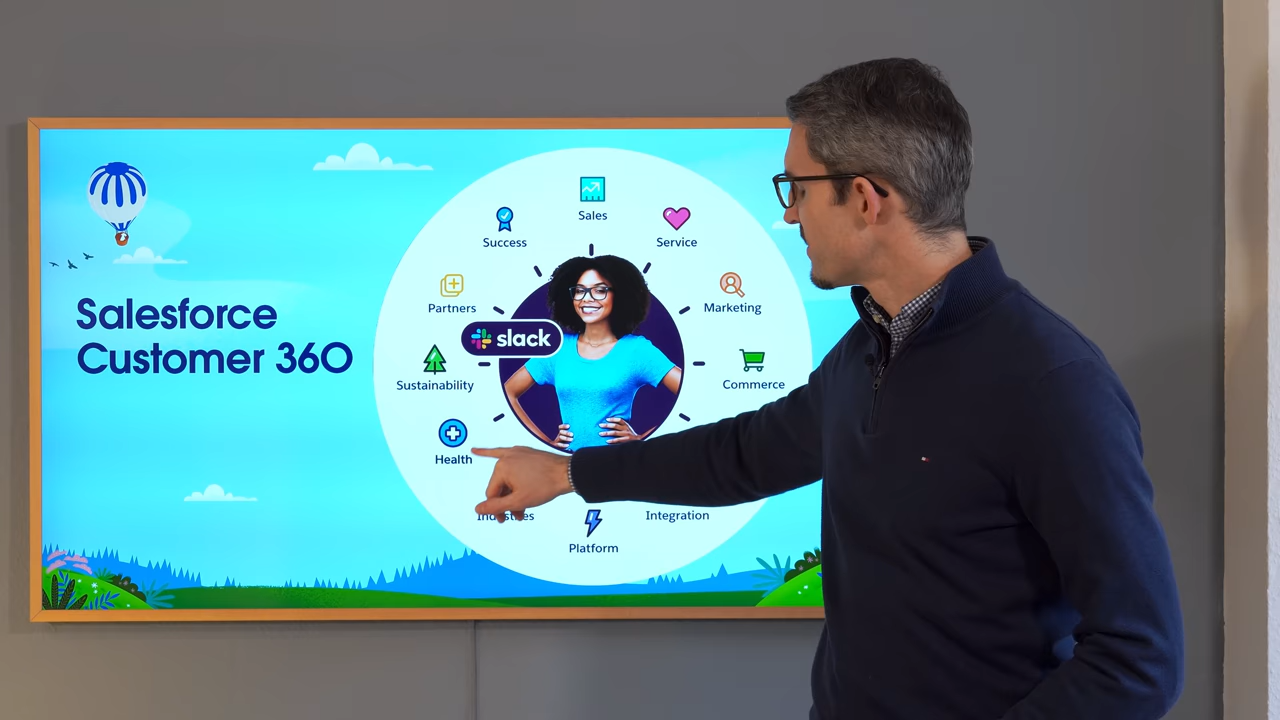 Salesforce
Customer 360
Sales
Success
Service
Partners
Marketing
slack
Sustainability
Commerce
Health
Integration
Platform